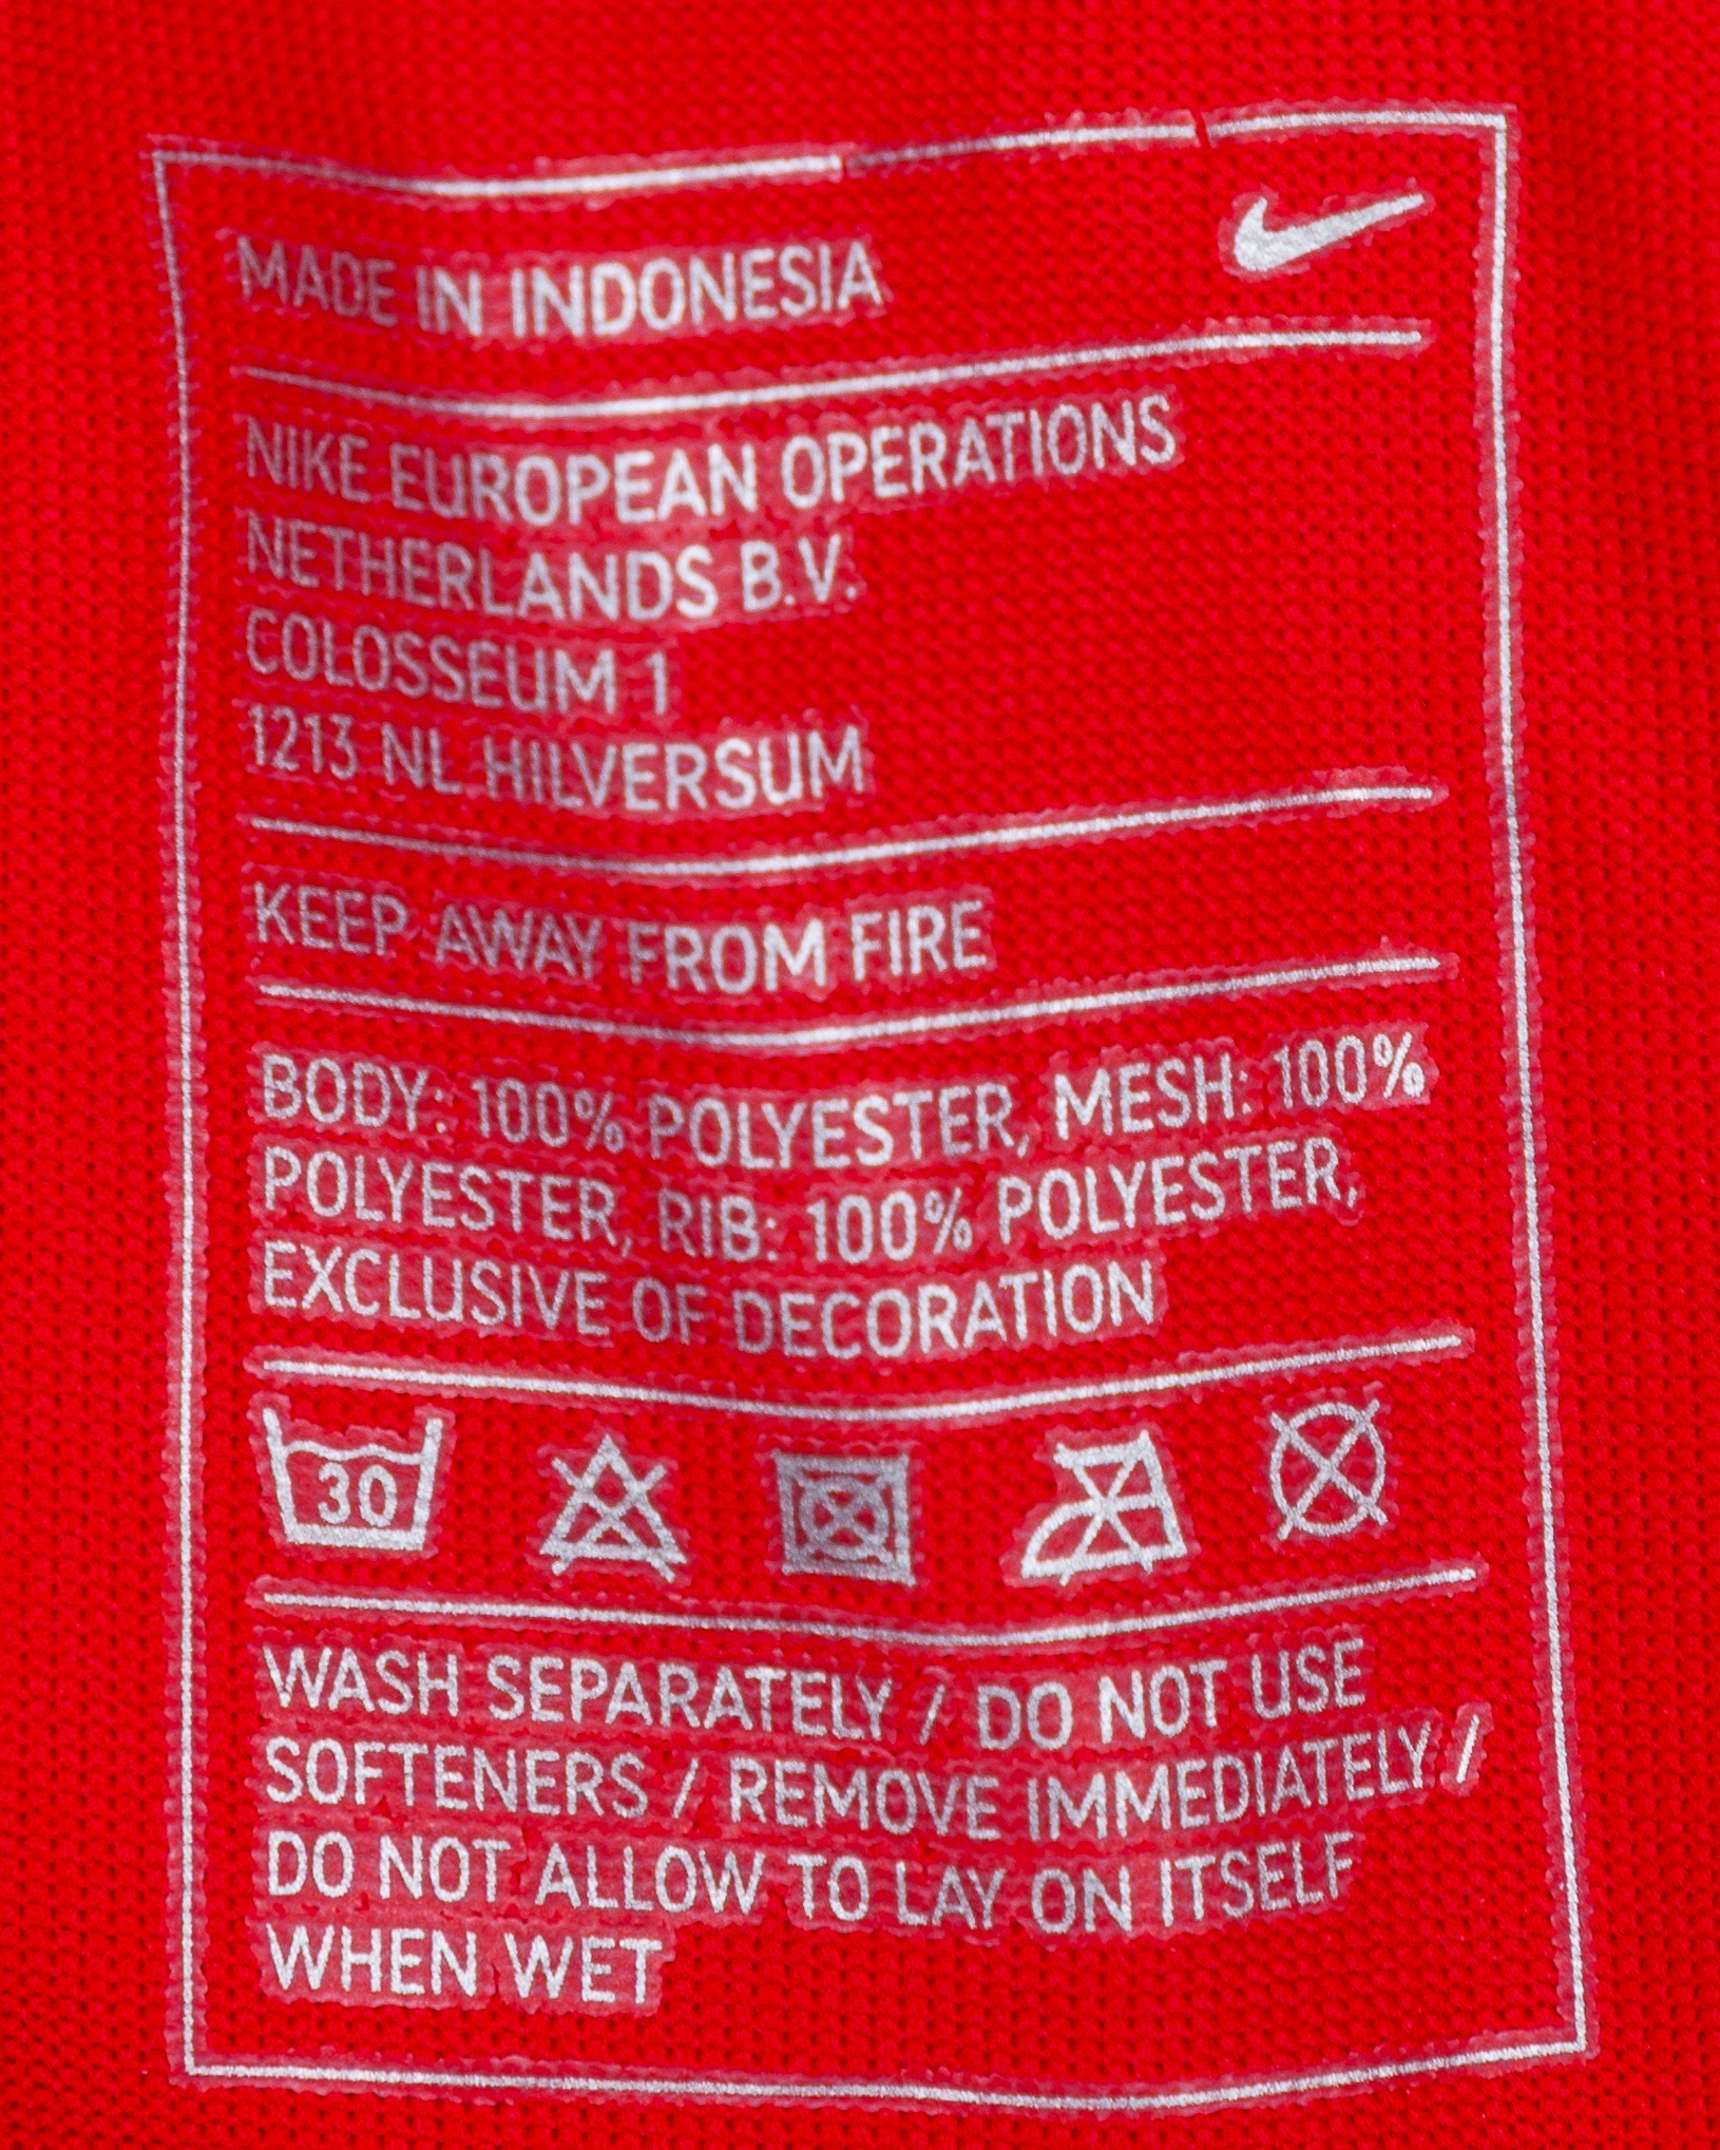 MADE IN INDONESIA
NIKE EUROPEAN OPERATIONS
NETHERLANDS B.V.
COLOSSEUM 1
1213 NL HILVERSUM
KEEP AWAY FROM FIRE
BODY: 100% POLYESTER, MESH: 100%
POLYESTER, RIB: 100% POLYESTER,
EXCLUSIVE OF DECORATION
30
WASH SEPARATELY / DO NOT USE
SOFTENERS / REMOVE IMMEDIATELY /
DO NOT ALLOW TO LAY ON ITSELF
WHEN WET